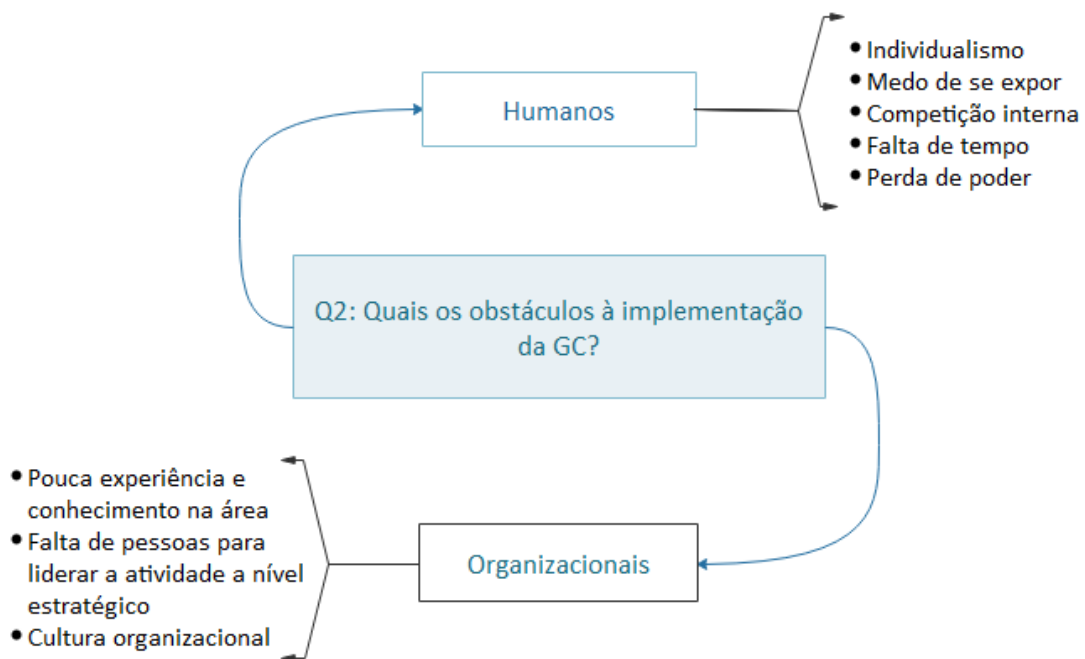 Humanos
• Individualismo
• Medo de se expor
• Competição interna
• Falta de tempo
• Perda de poder
Q2: Quais os obstáculos à implementação
da GC?
• Pouca experiência e
conhecimento na área
• Falta de pessoas para
liderar a atividade a nível
estratégico
• Cultura organizacional
Organizacionais